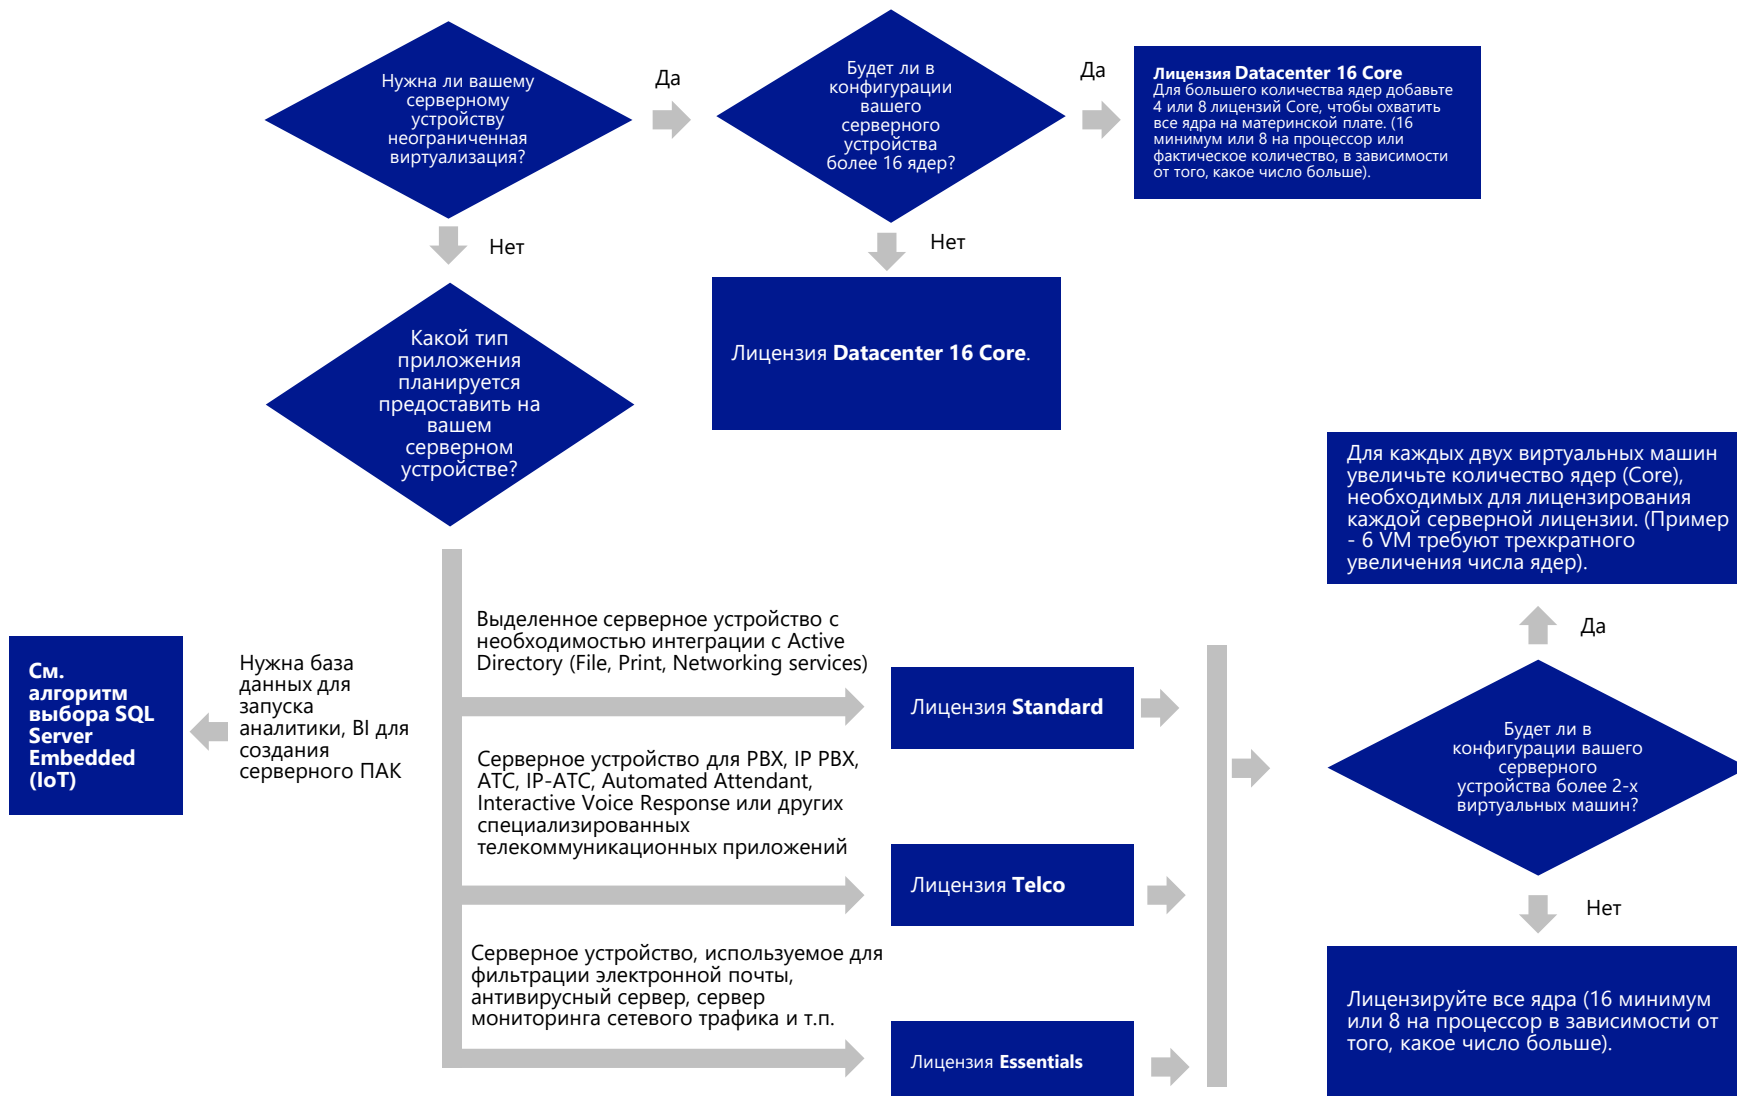 Нужна ли вашему
серверному
устройству
неограниченная
виртуализация?
Да
Будет ли в
конфигурации
вашего
серверного
устройства
более 16 ядер?
Да
Лицензия Datacenter 16 Core
Для большего количества ядер добавьте
4 или 8 лицензий Core, чтобы охватить
все ядра на материнской плате. (16
минимум или 8 на процессор или
фактическое количество, в зависимости
от того, какое число больше).
Нет
Нет
Какой тип
приложения
планируется
предоставить на
вашем
серверном
устройстве?
Лицензия Datacenter 16 Core.
Для каждых двух виртуальных машин
увеличьте количество ядер (Core),
необходимых для лицензирования
каждой серверной лицензии. (Пример
- 6 VM требуют трехкратного
увеличения числа ядер).
Да
Выделенное серверное устройство с
необходимостью интеграции с Active
Directory (File, Print, Networking services)
Лицензия Standard
См.
алгоритм
выбора SQL
Server
Embedded
(IoT)
Нужна база
данных для
запуска
аналитики, BI для
создания
серверного ПАК
Серверное устройство для PBX, IP PBX,
АТС, IP-АТС, Automated Attendant,
Interactive Voice Response или других
специализированных
телекоммуникационных приложений
Лицензия Telco
Будет ли в
конфигурации вашего
серверного
устройства более 2-х
виртуальных машин?
Нет
Серверное устройство, используемое для
фильтрации электронной почты,
антивирусный сервер, сервер
мониторинга сетевого трафика и т.п.
Лицензия Essentials
Лицензируйте все ядра (16 минимум
или 8 на процессор в зависимости от
того, какое число больше).